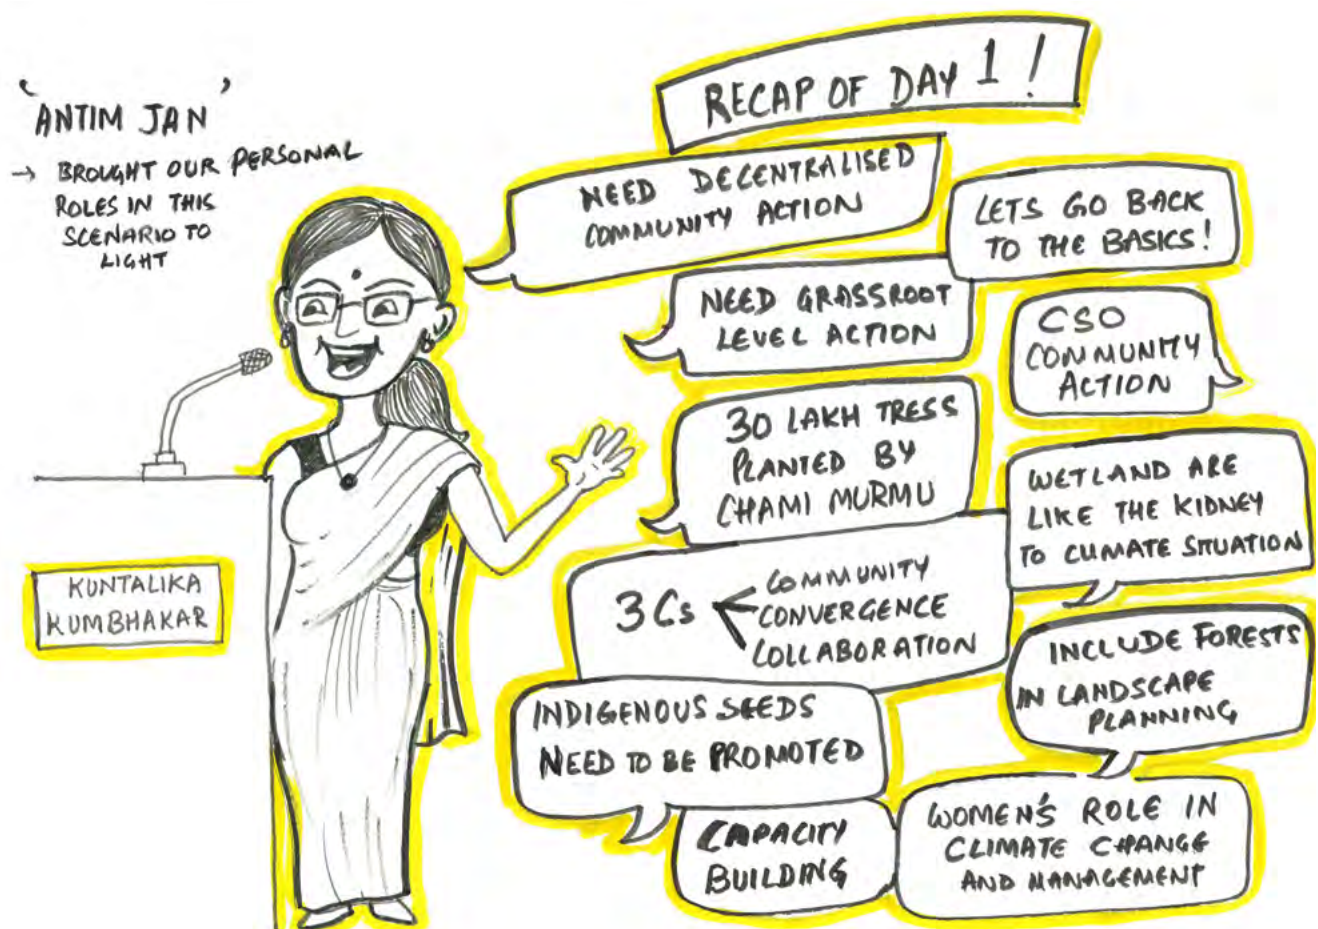 'ANTIM JAN'
→ BROUGHT OUR PERSONAL
ROLES IN THIS
SCENARIO TO
LIGHT
RECAP OF DAY 1!
NEED DECENTRALISED
COMMUNITY ACTION
LETS GO BACK
TO THE BASICS!
NEED GRASSROOT
LEVEL ACTION
CSO
COMMUNITY
ACTION
30 LAKH TRESS
PLANTED BY
CHAMI MURMU
WETLAND ARE
LIKE THE KIDNEY
TO CLIMATE SITUATION
3Cs
COMMUNITY
CONVERGENCE
COLLABORATION
INCLUDE FORESTS
IN LANDSCAPE
PLANNING
INDIGENOUS SEEDS
NEED TO BE PROMOTED
CAPACITY
BUILDING
WOMEN'S ROLE IN
CLIMATE CHANGE
AND MANAGEMENT
KUNTALIKA
KUMBHAKAR